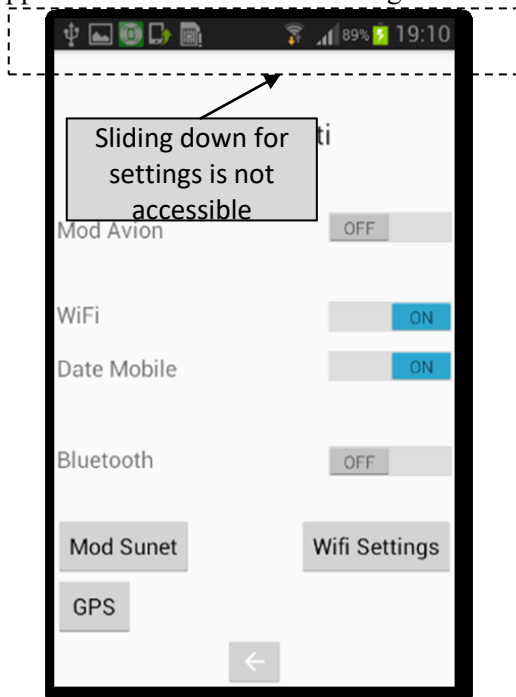 89% 19:10
Sliding down for
settings is not
accessible
ti
Mod Avion OFF
WiFi ON
Date Mobile ON
Bluetooth OFF
Mod Sunet Wifi Settings
GPS